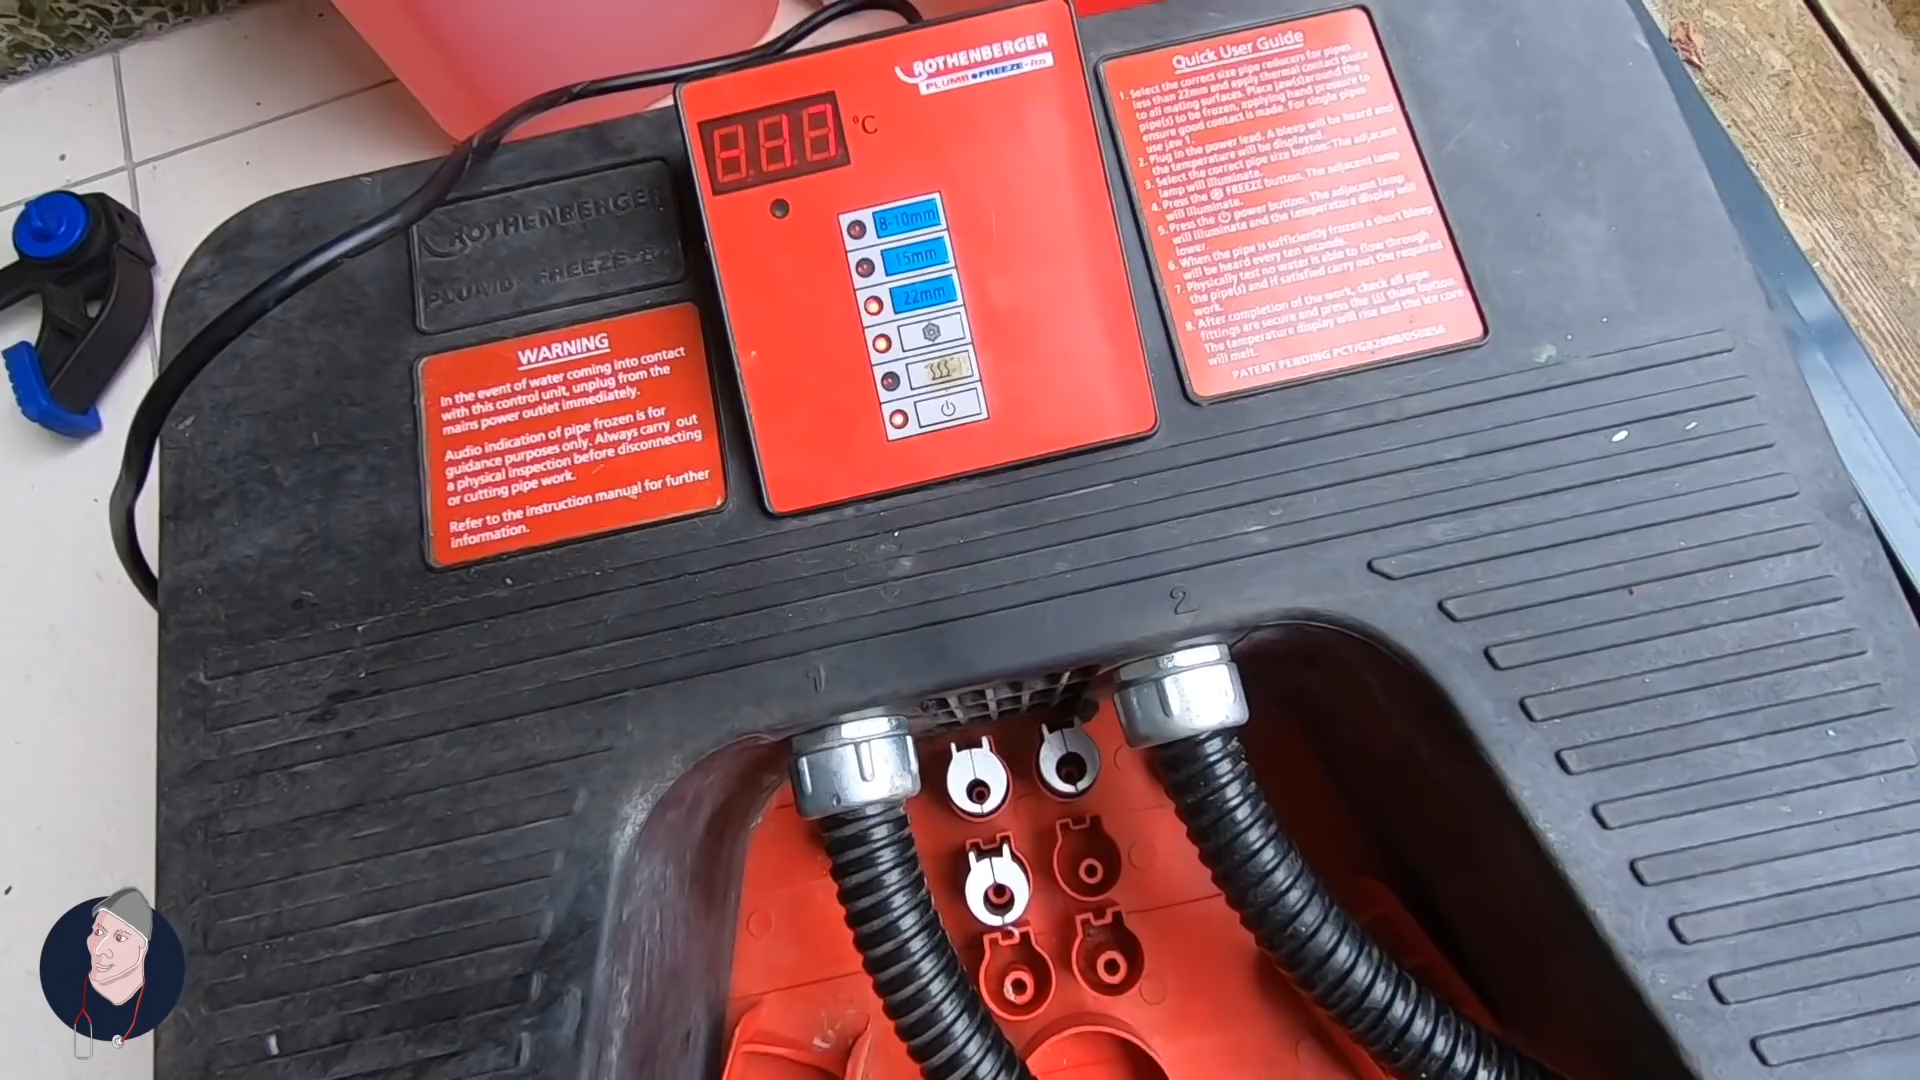 ROTHENBERGER
PLUMB FREEZE-Pro
°C
8-10mm
15mm
22mm
ROTHENBERGER
FREEZE
WARNING
In the event of water coming into contact
with this control unit, unplug from the
mains power outlet immediately.
Audio indication of pipe frozen is for
guidance purposes only. Always carry out
a physical inspection before disconnecting
or cutting pipe work.
Refer to the instruction manual for further
information.
Quick User Guide
1. Select the correct size pipe reducers for pipes
less than 22mm and apply thermal contact paste
to all mating surfaces. Place jaw(s) around the
pipe(s) to be frozen, applying hand pressure to
ensure good contact is made. For single pipes
use jaw 1.
2. Plug in the power lead. A bleep will be heard and
the temperature will be displayed.
3. Select the correct pipe size button. The adjacent
lamp will illuminate.
4. Press the FREEZE button. The adjacent lamp
will illuminate.
5. Press the power button. The adjacent lamp
will illuminate and the temperature display will
lower.
6. When the pipe is sufficiently frozen a short bleep
will be heard every ten seconds.
7. Physically test no water is able to flow through
the pipe(s) and if satisfied carry out the required
work.
8. After completion of the work, check all pipe
fittings are secure and press the thaw button.
The temperature display will rise and the ice core
will melt.
PATENT PENDING PCT/GB2008/050856
1
2